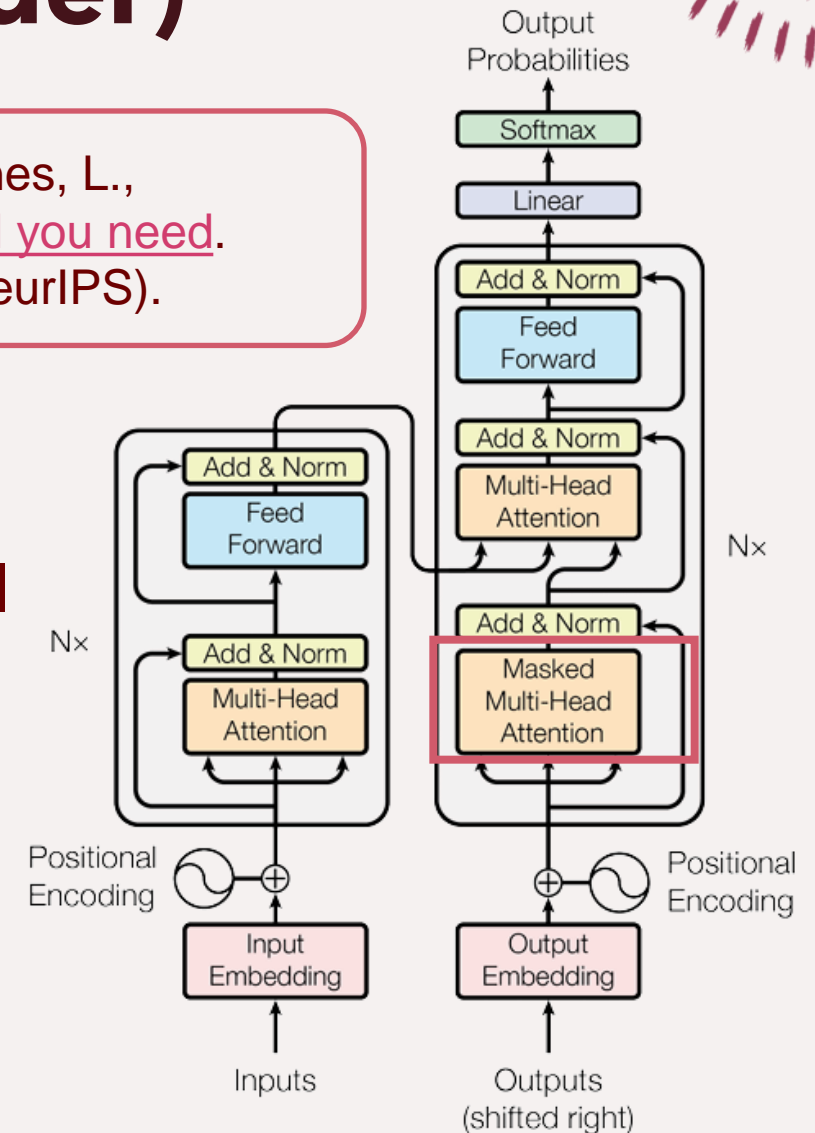 der)
nes, L.,
l you need.
eurIPS).
Output
Probabilities
Softmax
Linear
Add & Norm
Feed
Forward
Add & Norm
Multi-Head
Attention
Nx
Add & Norm
Masked
Multi-Head
Attention
Add & Norm
Feed
Forward
Nx
Add & Norm
Multi-Head
Attention
Positional
Encoding
Positional
Encoding
Input
Embedding
Output
Embedding
Inputs
Outputs
(shifted right)